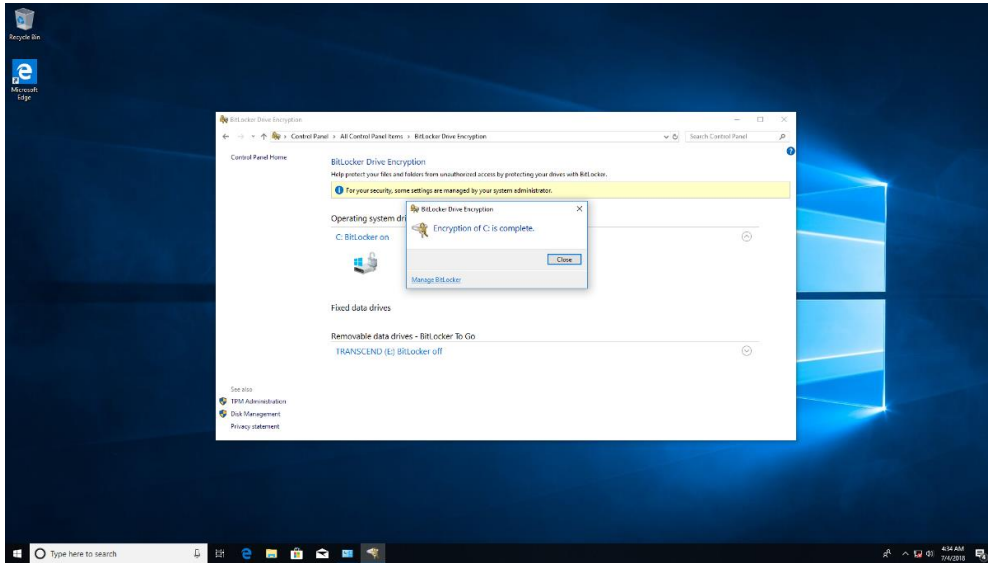 Recycle Bin
Microsoft
Edge
BitLocker Drive Encryption
Control Panel > All Control Panel Items > BitLocker Drive Encryption
Search Control Panel
Control Panel Home
BitLocker Drive Encryption
Help protect your files and folders from unauthorized access by protecting your drives with BitLocker.
For your security, some settings are managed by your system administrator.
Operating system dri
BitLocker Drive Encryption
Encryption of C: is complete.
C: BitLocker on
Close
Manage BitLocker
Fixed data drives
Removable data drives - BitLocker To Go
TRANSCEND (E:) BitLocker off
See also
TPM Administration
Disk Management
Privacy statement
Type here to search
4:34 AM
7/4/2018